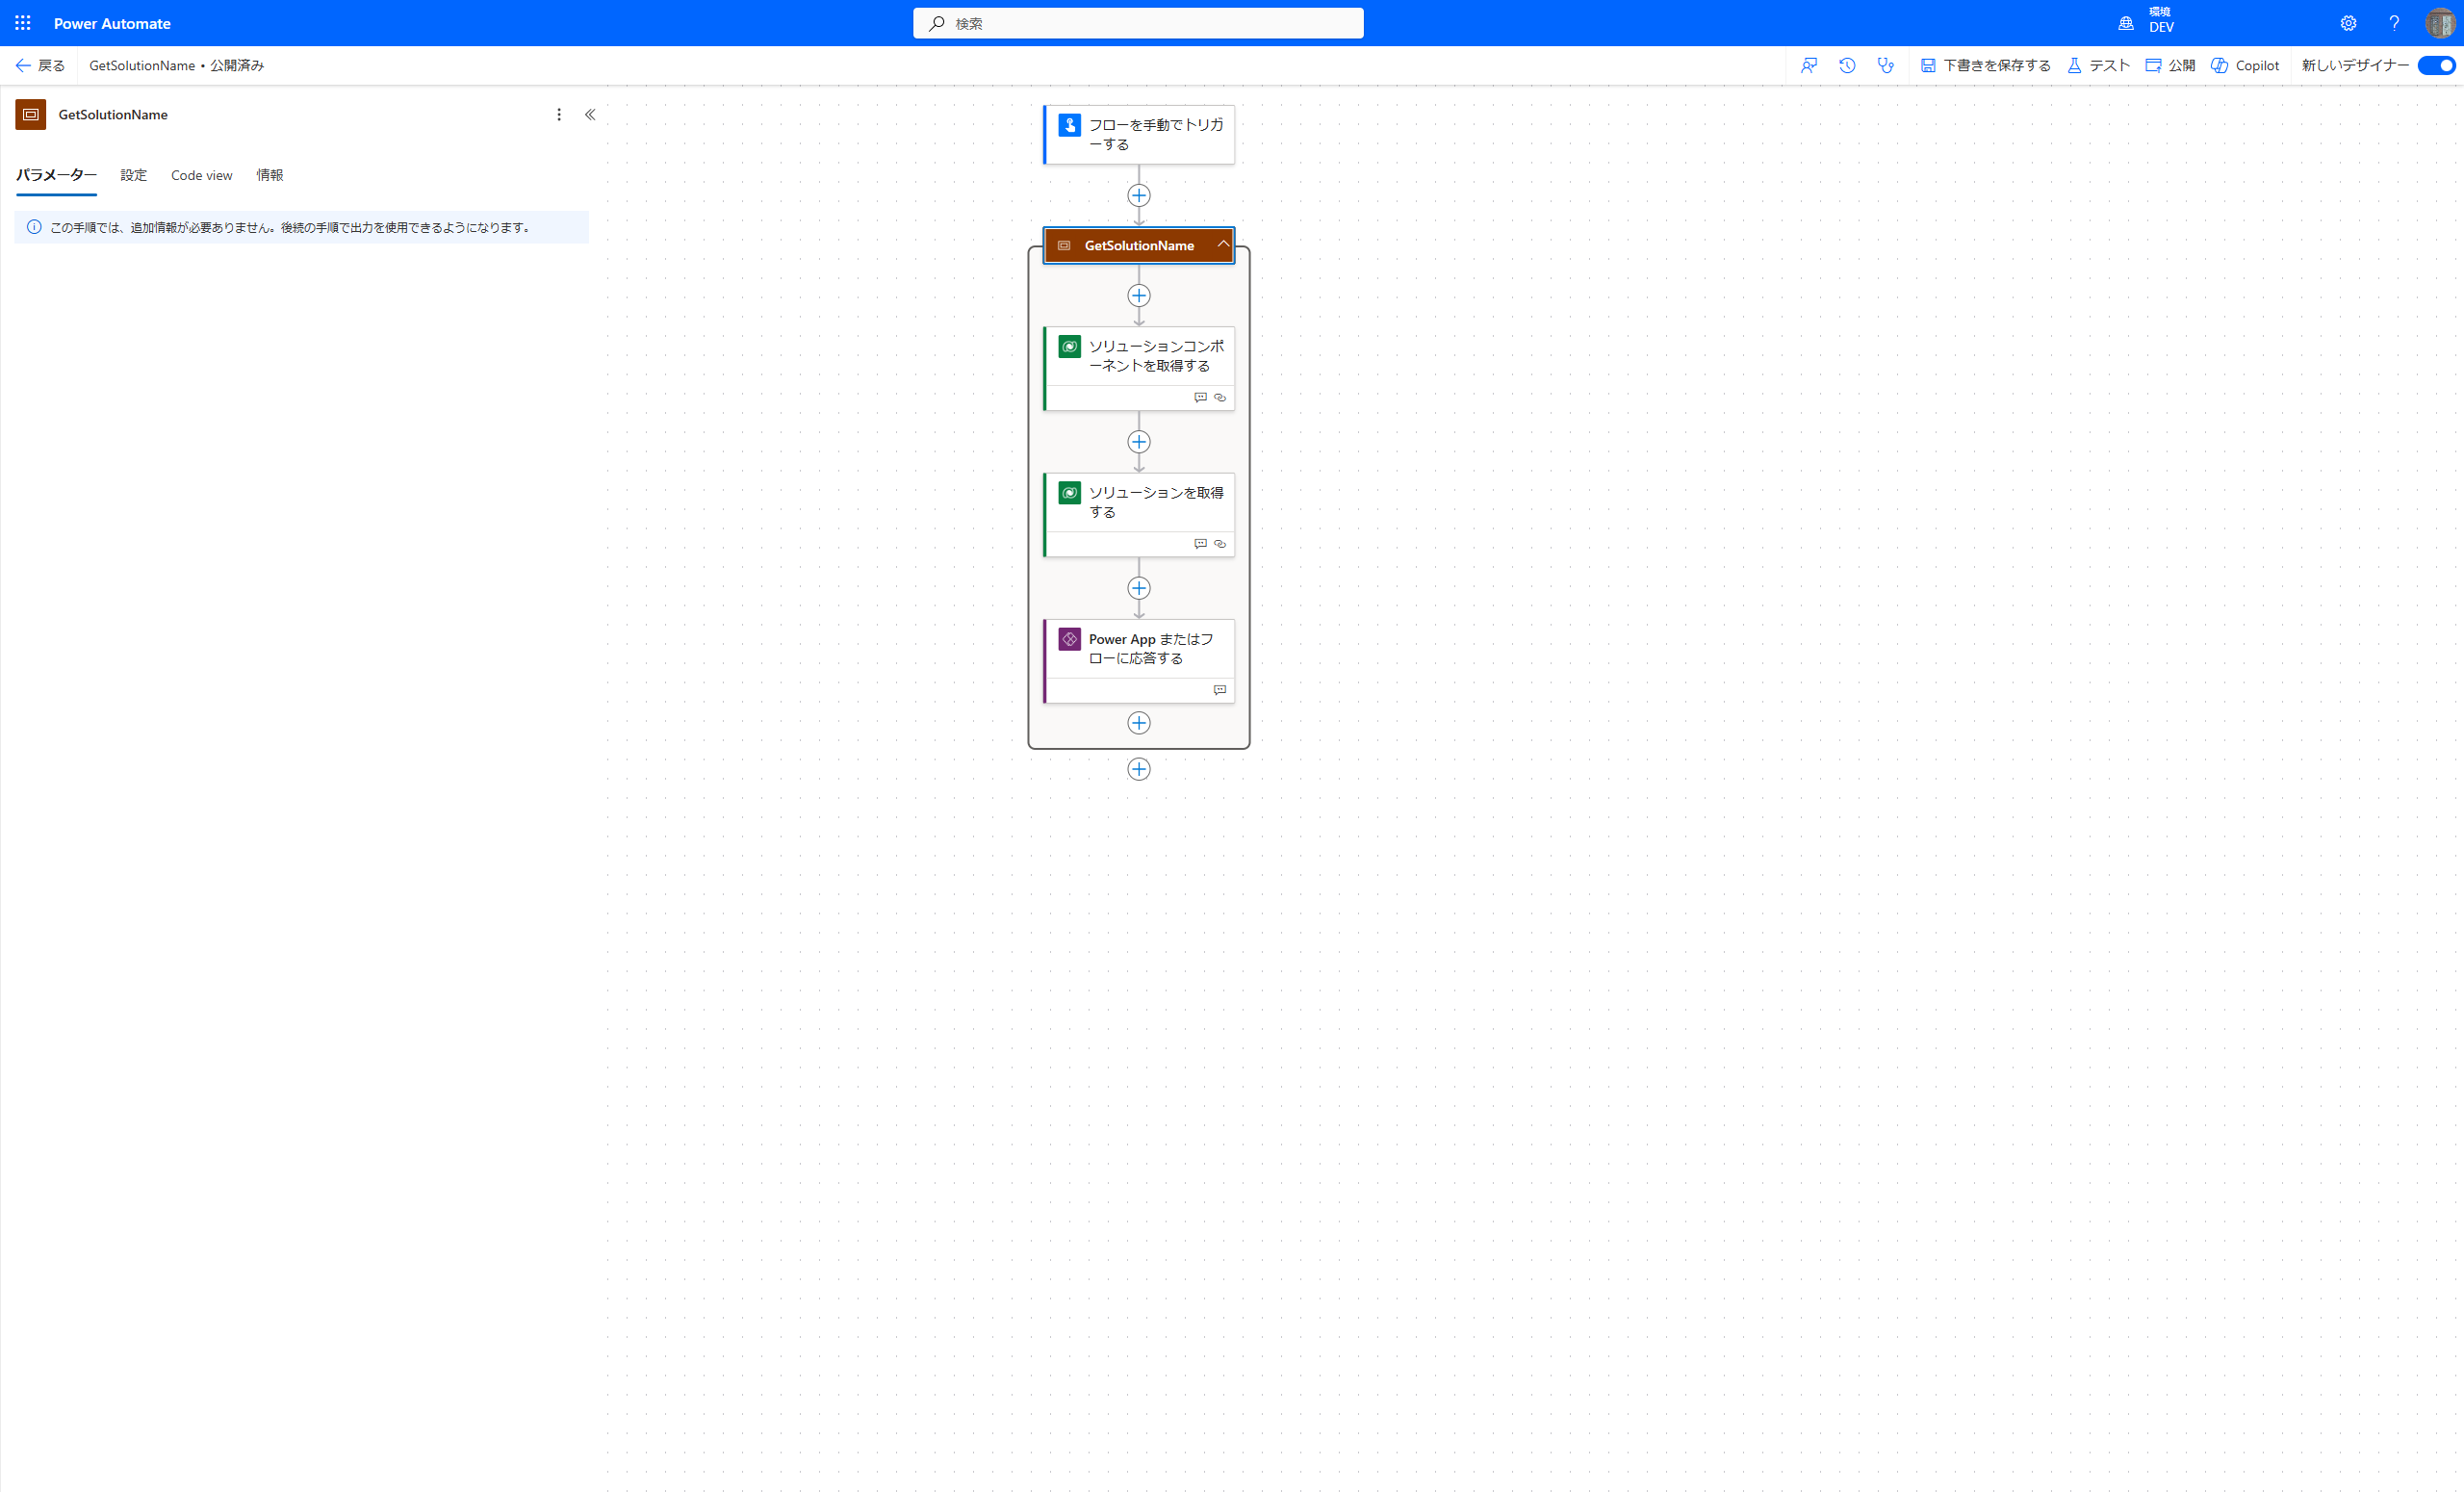 Power Automate
検索
環境
DEV
戻る
GetSolutionName • 公開済み
下書きを保存する
テスト
公開
Copilot
新しいデザイナー
GetSolutionName
パラメーター
設定
Code view
情報
この手順では、追加情報が必要ありません。後続の手順で出力を使用できるようになります。
フローを手動でトリガ
ーする
GetSolutionName
ソリューションコンポ
ーネントを取得する
ソリューションを取得
する
Power App またはフ
ローに応答する